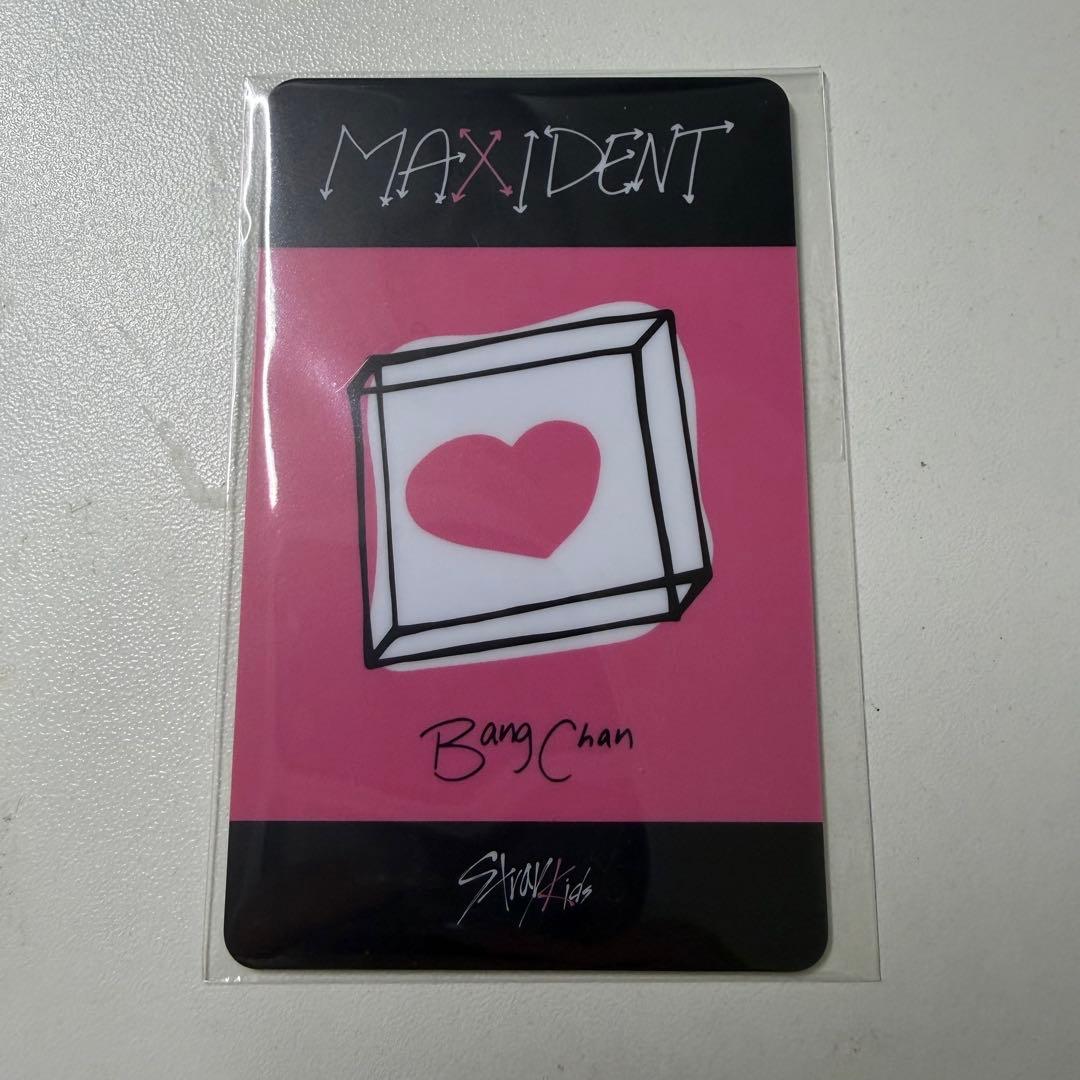 MAXIDENT
Bang Chan
Stray Kids